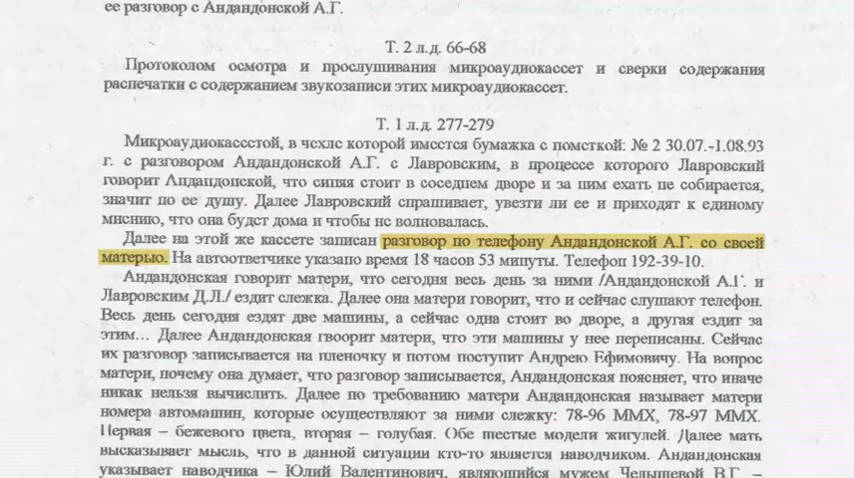 ее разговор с Андандонской А.Г.
Т. 2 л.д. 66-68
Протоколом осмотра и прослушивания микроаудиокассет и сверки содержания
распечатки с содержанием звукозаписи этих микроаудиокассет.
Т. 1 л.д. 277-279
Микроаудиокассетой, в чехле которой имеется бумажка с пометкой: № 2 30.07.-1.08.93
г. с разговором Андандонской А.Г. с Лавровским, в процессе которого Лавровский
говорит Андандонской, что синяя стоит в соседнем дворе и за ним ехать не собирается,
значит по ее душу. Далее Лавровский спрашивает, увезти ли ее и приходят к единому
мнению, что она будет дома и чтобы не волновалась.
Далее на этой же кассете записан разговор по телефону Андандонской А.Г. со своей
матерью. На автоответчике указано время 18 часов 53 минуты. Телефон 192-39-10.
Андандонская говорит матери, что сегодня весь день за ними /Андандонской А.Г. и
Лавровским Д.Л./ ездит слежка. Далее она матери говорит, что и сейчас слушают телефон.
Весь день сегодня ездят две машины, а сейчас одна стоит во дворе, а другая ездит за
этим... Далее Андандонская гвоорит матери, что эти машины у нее переписаны. Сейчас
их разговор записывается на пленочку и потом поступит Андрею Ефимовичу. На вопрос
матери, почему она думает, что разговор записывается, Андандонская поясняет, что иначе
никак нельзя вычислить. Далее по требованию матери Андандонская называет матери
номера автомашин, которые осуществляют за ними слежку: 78-96 ММХ, 78-97 ММХ.
Первая – бежевого цвета, вторая – голубая. Обе шестые модели жигулей. Далее мать
высказывает мысль, что в данной ситуации кто-то является наводчиком. Андандонская
указывает наводчика – Юлий Валентинович, являющийся мужем Челышевой В.Г. –